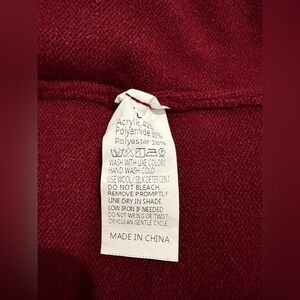 L
Acrylic
Polyamide 30%
Polyester 28%
WASH WITH LIKE COLORS
HAND WASH COLD
USE WOOL/SILK DETERGENT
DO NOT BLEACH
REMOVE PROMPTLY
LINE DRY IN SHADE
LOW IRON IF NEEDED
DO NOT WRING OR TWIST
DRYCLEAN GENTLE CYCLE
MADE IN CHINA